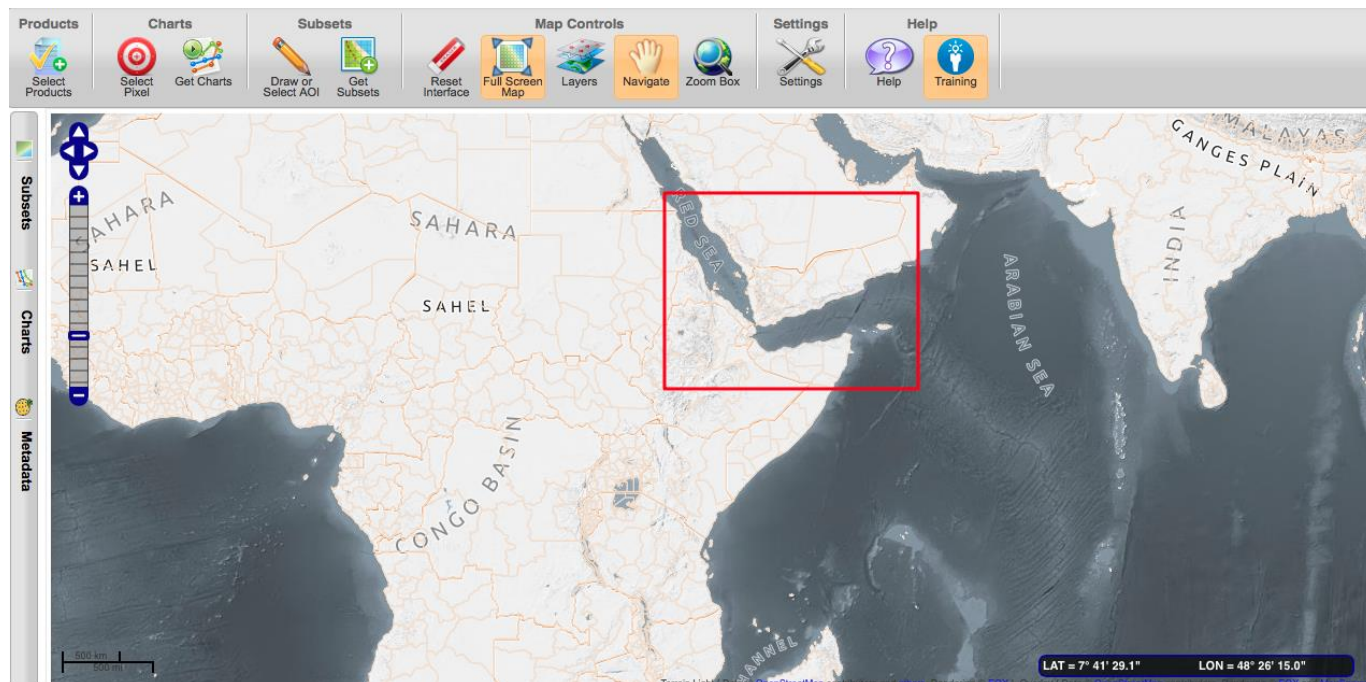 Products
Charts
Subsets
Map Controls
Settings
Help
Select
Products
Select
Pixel
Get Charts
Draw or
Select AOI
Get
Subsets
Reset
Interface
Full Screen
Map
Layers
Navigate
Zoom Box
Settings
Help
Training
Subsets
Charts
Metadata
SAHARA
SAHEL
SAHARA
SAHEL
CONGO BASIN
RED SEA
ARABIAN SEA
INDIA
GANGES PLAIN
MALAYAS
HANNEL
500 km
500 mi
LAT = 7° 41' 29.1" LON = 48° 26' 15.0"